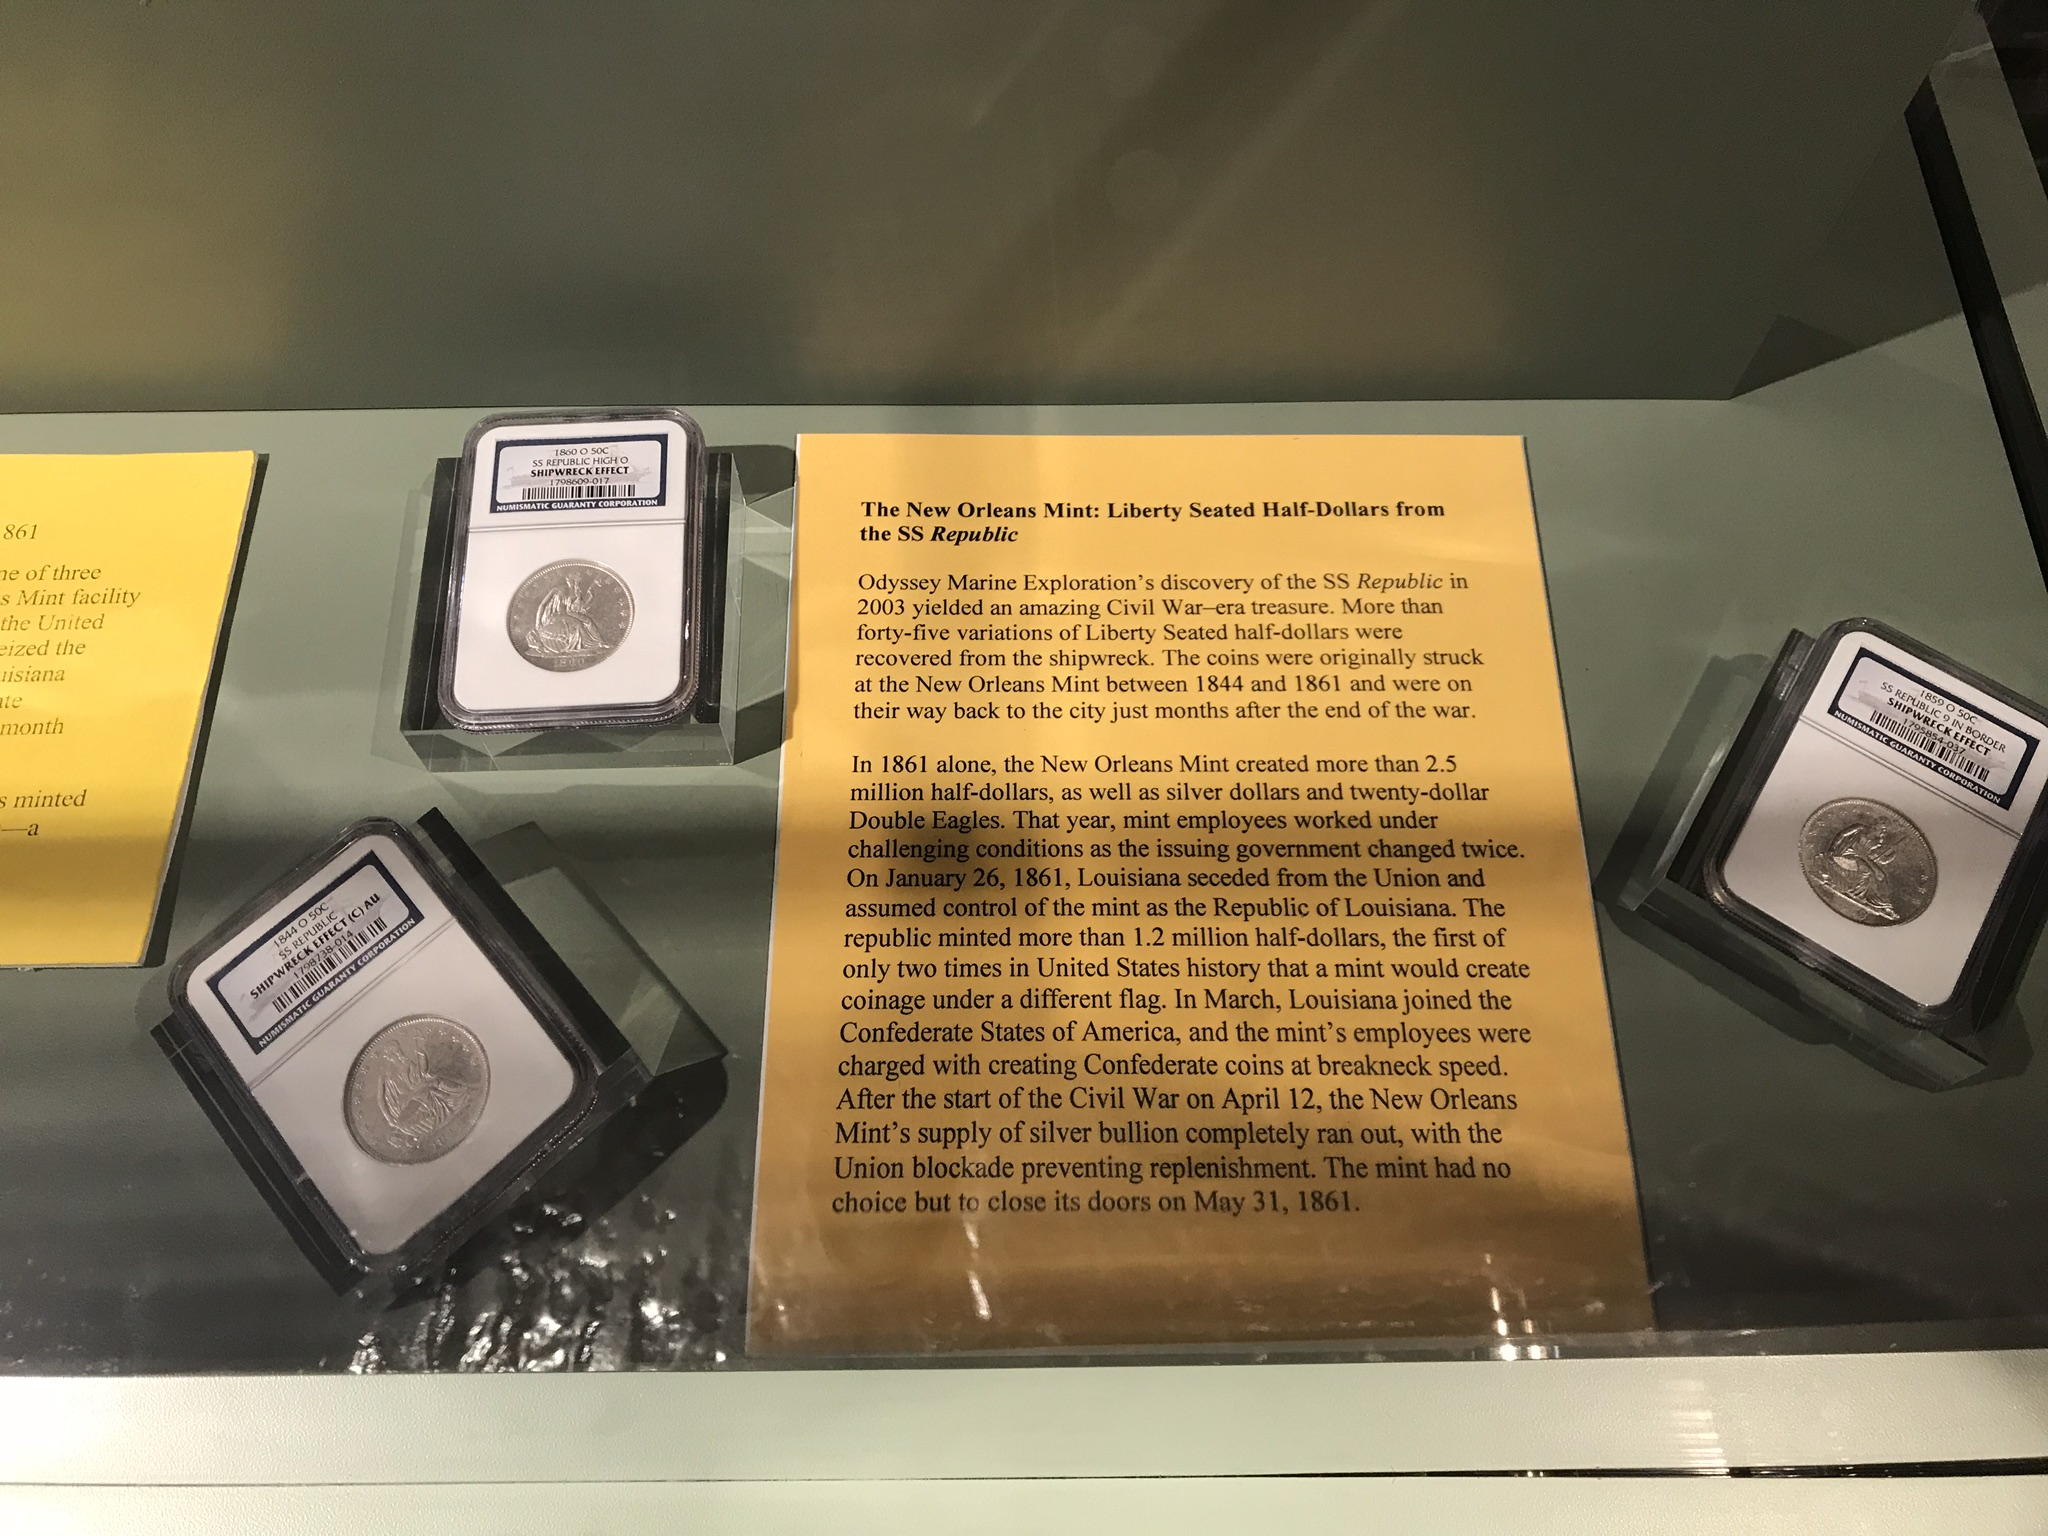 861
ne of three
s Mint facility
the United
eized the
uisiana
ate
month
s minted
—a
1860 O 50C
SS REPUBLIC HIGH O
SHIPWRECK EFFECT
1798609-017
NUMISMATIC GUARANTY CORPORATION
1860
1844 O 50C
SS REPUBLIC
SHIPWRECK EFFECT (C) AU
1798738-014
NUMISMATIC GUARANTY CORPORATION
The New Orleans Mint: Liberty Seated Half-Dollars from
the SS Republic
Odyssey Marine Exploration’s discovery of the SS Republic in
2003 yielded an amazing Civil War–era treasure. More than
forty-five variations of Liberty Seated half-dollars were
recovered from the shipwreck. The coins were originally struck
at the New Orleans Mint between 1844 and 1861 and were on
their way back to the city just months after the end of the war.
In 1861 alone, the New Orleans Mint created more than 2.5
million half-dollars, as well as silver dollars and twenty-dollar
Double Eagles. That year, mint employees worked under
challenging conditions as the issuing government changed twice.
On January 26, 1861, Louisiana seceded from the Union and
assumed control of the mint as the Republic of Louisiana. The
republic minted more than 1.2 million half-dollars, the first of
only two times in United States history that a mint would create
coinage under a different flag. In March, Louisiana joined the
Confederate States of America, and the mint’s employees were
charged with creating Confederate coins at breakneck speed.
After the start of the Civil War on April 12, the New Orleans
Mint’s supply of silver bullion completely ran out, with the
Union blockade preventing replenishment. The mint had no
choice but to close its doors on May 31, 1861.
1859 O 50C
SS REPUBLIC 9 IN BORDER
SHIPWRECK EFFECT
1795854-037
NUMISMATIC GUARANTY CORPORATION